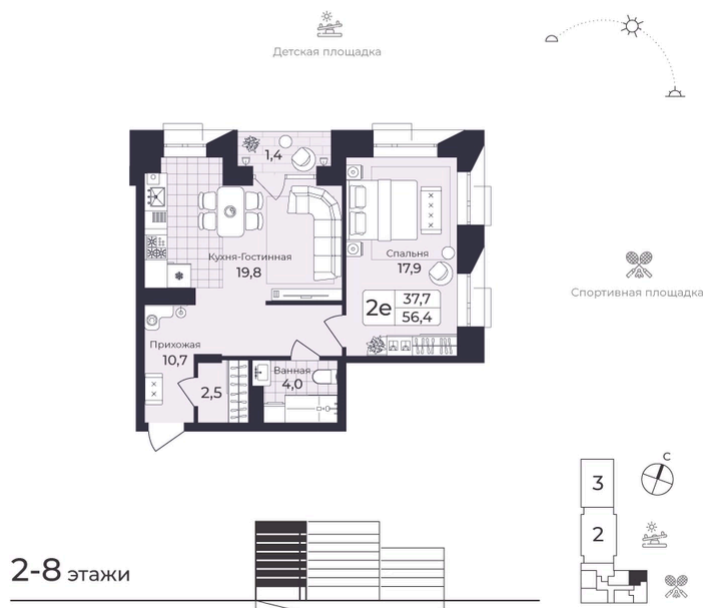 Детская площадка
1,4
Кухня-Гостинная
19,8
Спальня
17,9
Спортивная площадка
2е
37,7
56,4
Прихожая
10,7
2,5
Ванная
4,0
С
3
2
2-8 этажи